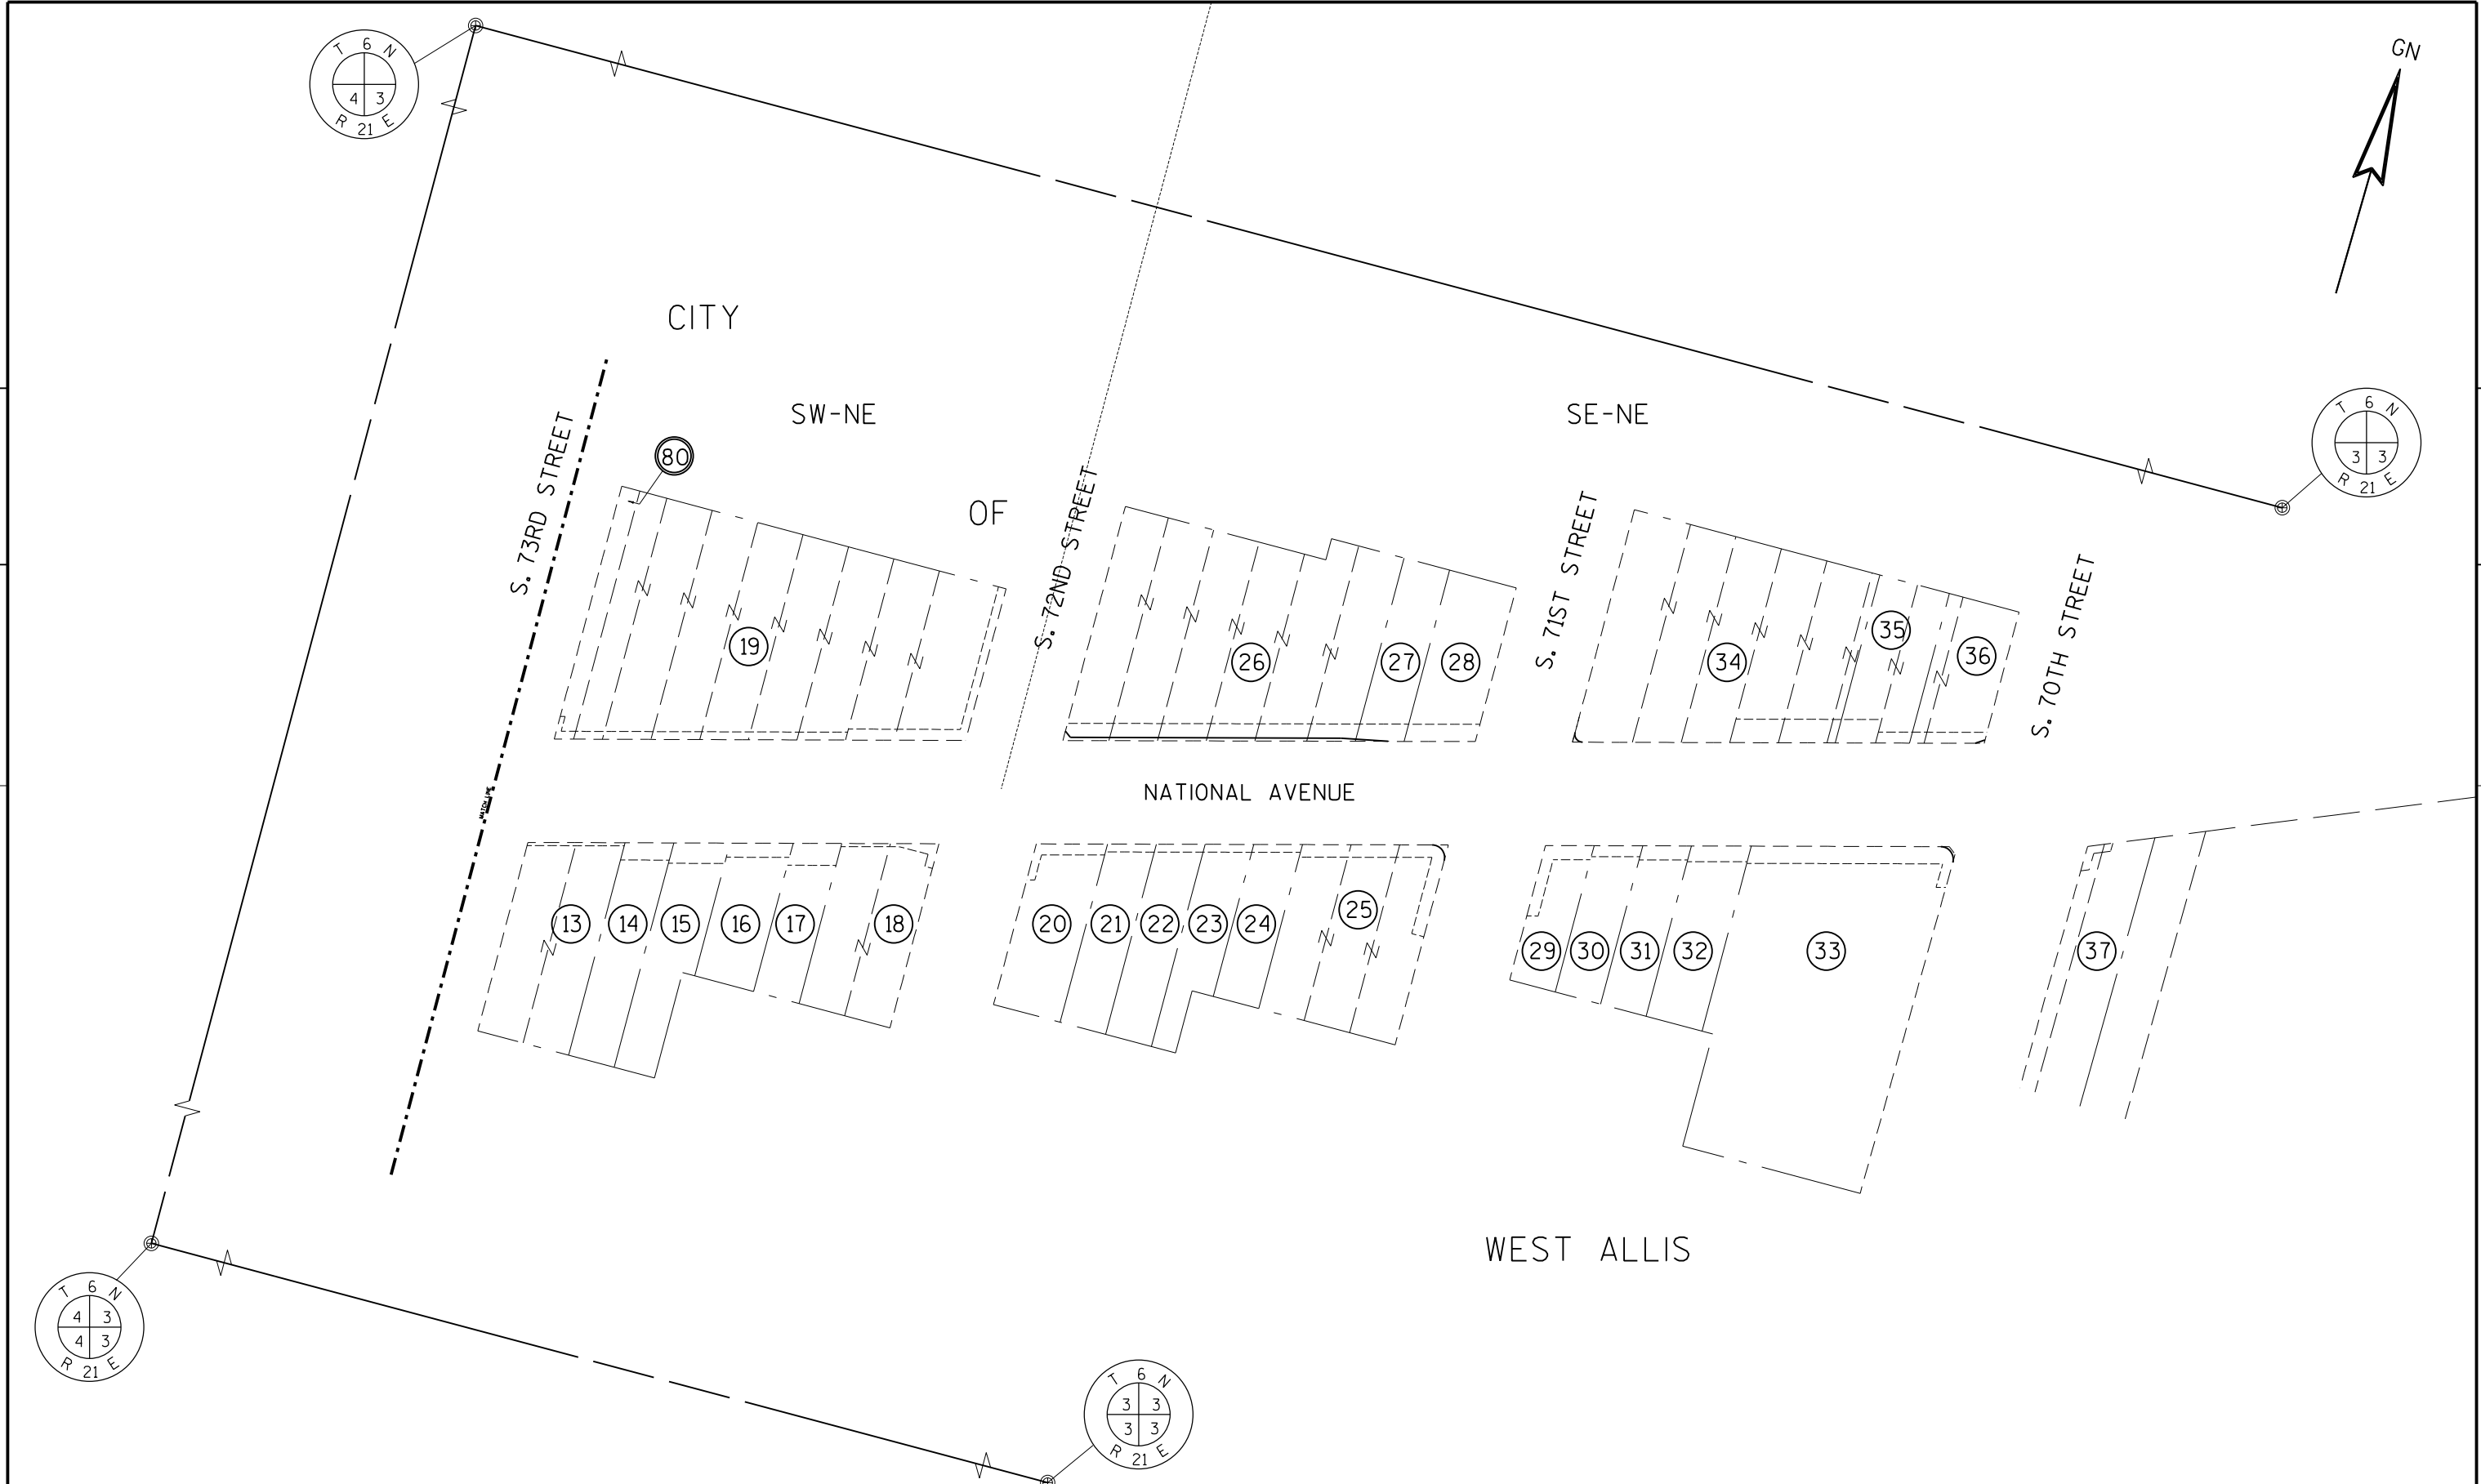 T 6 N
4 3
R 21 E
GN
CITY
SW-NE
SE-NE
T 6 N
3 3
R 21 E
80
OF
S. 73RD STREET
S. 72ND STREET
S. 71ST STREET
S. 70TH STREET
19
26
27
28
34
35
36
MATCH LINE
NATIONAL AVENUE
13
14
15
16
17
18
20
21
22
23
24
25
29
30
31
32
33
37
WEST ALLIS
T 6 N
4 3
4 3
R 21 E
T 6 N
3 3
3 3
R 21 E